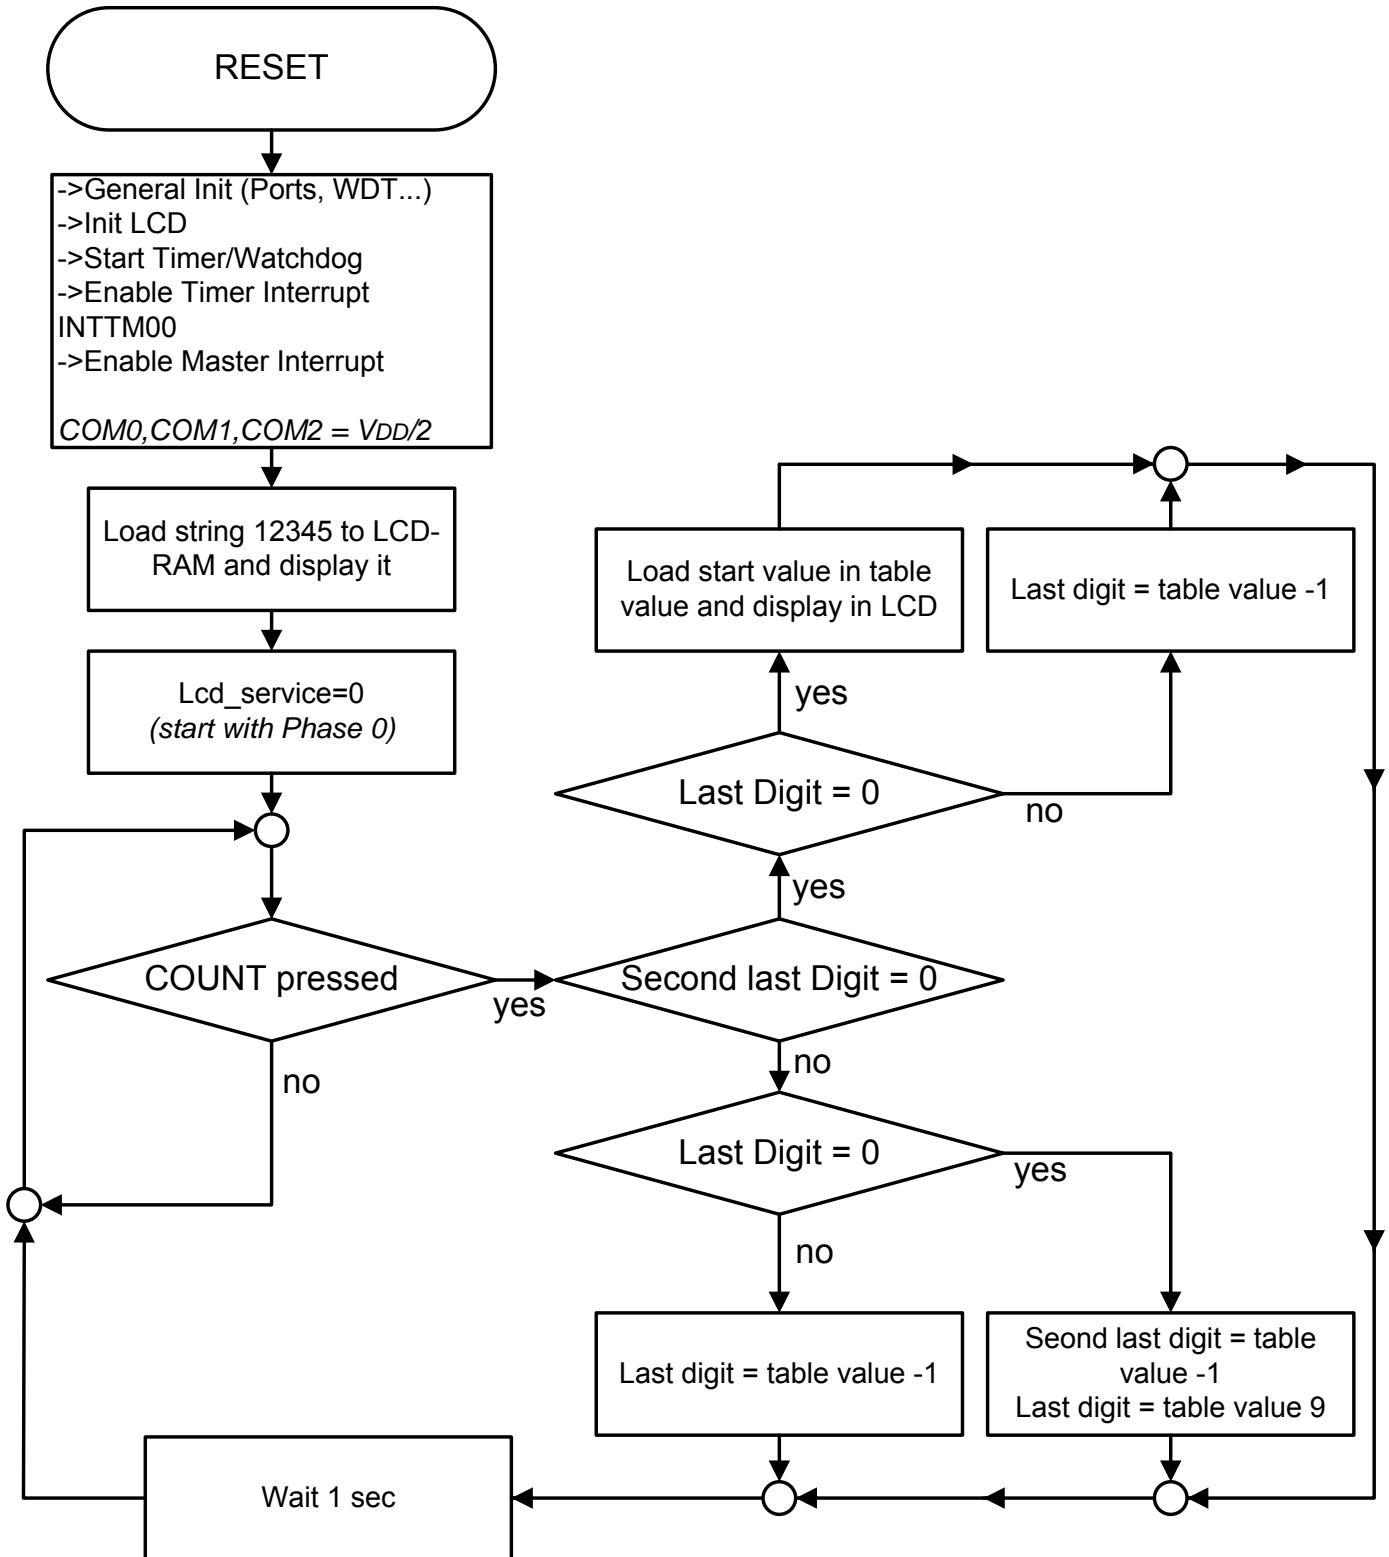 RESET
->General Init (Ports, WDT...)
->Init LCD
->Start Timer/Watchdog
->Enable Timer Interrupt
INTTM00
->Enable Master Interrupt
COM0,COM1,COM2 = VDD/2
Load string 12345 to LCD-
RAM and display it
Lcd_service=0
(start with Phase 0)
COUNT pressed
yes
no
Second last Digit = 0
yes
no
Last Digit = 0
yes
no
Load start value in table
value and display in LCD
Last digit = table value -1
Last Digit = 0
yes
no
Last digit = table value -1
Seond last digit = table
value -1
Last digit = table value 9
Wait 1 sec